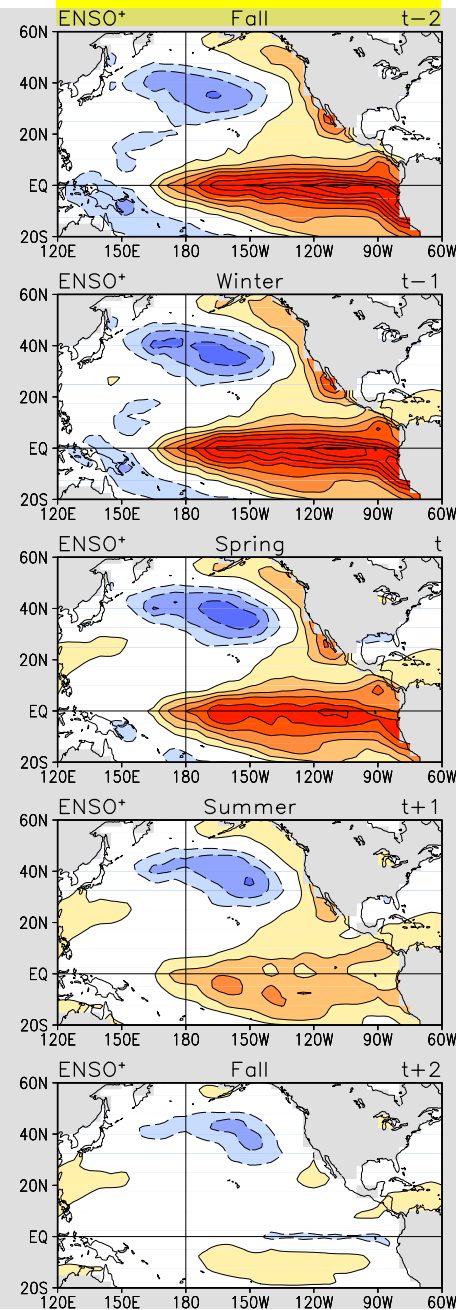 ENSO⁺ Fall t−2
60N
40N
20N
EQ
20S
120E 150E 180 150W 120W 90W 60W
ENSO⁺ Winter t−1
60N
40N
20N
EQ
20S
120E 150E 180 150W 120W 90W 60W
ENSO⁺ Spring t
60N
40N
20N
EQ
20S
120E 150E 180 150W 120W 90W 60W
ENSO⁺ Summer t+1
60N
40N
20N
EQ
20S
120E 150E 180 150W 120W 90W 60W
ENSO⁺ Fall t+2
60N
40N
20N
EQ
20S
120E 150E 180 150W 120W 90W 60W